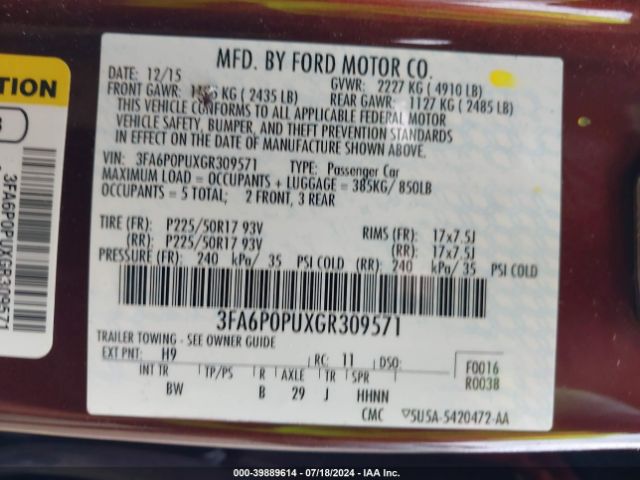 MFD. BY FORD MOTOR CO.
DATE: 12/15 GVWR: 2227 KG ( 4910 LB)
FRONT GAWR: KG ( 2435 LB) REAR GAWR: 1127 KG ( 2485 LB)
THIS VEHICLE CONFORMS TO ALL APPLICABLE FEDERAL MOTOR
VEHICLE SAFETY, BUMPER, AND THEFT PREVENTION STANDARDS
IN EFFECT ON THE DATE OF MANUFACTURE SHOWN ABOVE.
VIN: 3FA6P0PUXGR309571 TYPE: Passenger Car
MAXIMUM LOAD = OCCUPANTS + LUGGAGE = 385KG/ 850LB
OCCUPANTS = 5 TOTAL; 2 FRONT, 3 REAR
TIRE (FR): P225/50R17 93V RIMS (FR): 17x7.5J
(RR): P225/50R17 93V (RR): 17x7.5J
PRESSURE (FR): 240 kPa/ 35 PSI COLD (RR): 240 kPa/ 35 PSI COLD
3FA6P0PUXGR309571
TRAILER TOWING - SEE OWNER GUIDE
EXT PNT: H9 RC: 11 DSO: F0016
R0038
INT TR TP/PS R AXLE TR SPR
BW B 29 J HHNN
CMC 5U5A-5420472-AA
TION
3FA6P0PUXGR309571
000-39889614 - 07/18/2024 - IAA Inc.